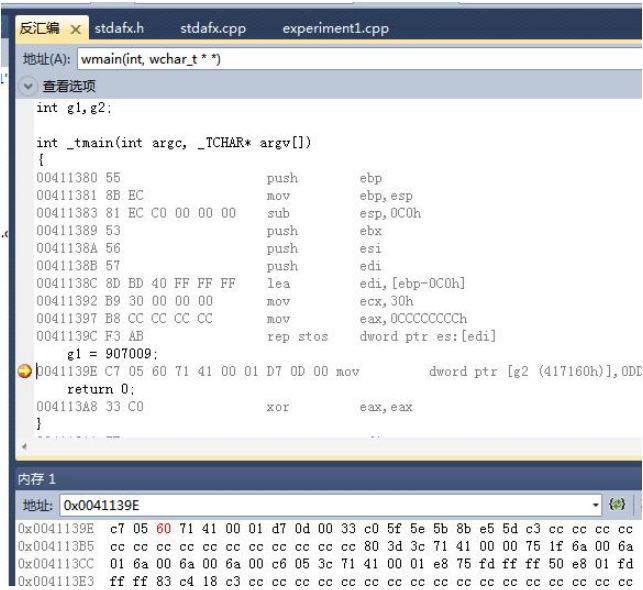 反汇编 stdafx.h stdafx.cpp experiment1.cpp
地址(A): wmain(int, wchar_t * *)
查看选项
int g1,g2;
int _tmain(int argc, _TCHAR* argv[])
{
00411380 55 push ebp
00411381 8B EC mov ebp,esp
00411383 81 EC C0 00 00 00 sub esp,0C0h
00411389 53 push ebx
0041138A 56 push esi
0041138B 57 push edi
0041138C 8D BD 40 FF FF FF lea edi,[ebp-0C0h]
00411392 B9 30 00 00 00 mov ecx,30h
00411397 B8 CC CC CC CC mov eax,0CCCCCCCCh
0041139C F3 AB rep stos dword ptr es:[edi]
g1 = 907009;
0041139E C7 05 60 71 41 00 01 D7 0D 00 mov dword ptr [g2 (417160h)],0DD
return 0;
004113A8 33 C0 xor eax,eax
}
内存 1
地址: 0x0041139E
0x0041139E c7 05 60 71 41 00 01 d7 0d 00 33 c0 5f 5e 5b 8b e5 5d c3 cc cc cc cc
0x004113B5 cc cc cc cc cc cc cc cc cc cc cc 80 3d 3c 71 41 00 00 75 1f 6a 00 6a
0x004113CC 01 6a 00 6a 00 6a 00 c6 05 3c 71 41 00 01 e8 75 fd ff ff 50 e8 01 fd
0x004113E3 ff ff 83 c4 18 c3 cc cc cc cc cc cc cc cc cc cc cc cc cc cc cc cc cc